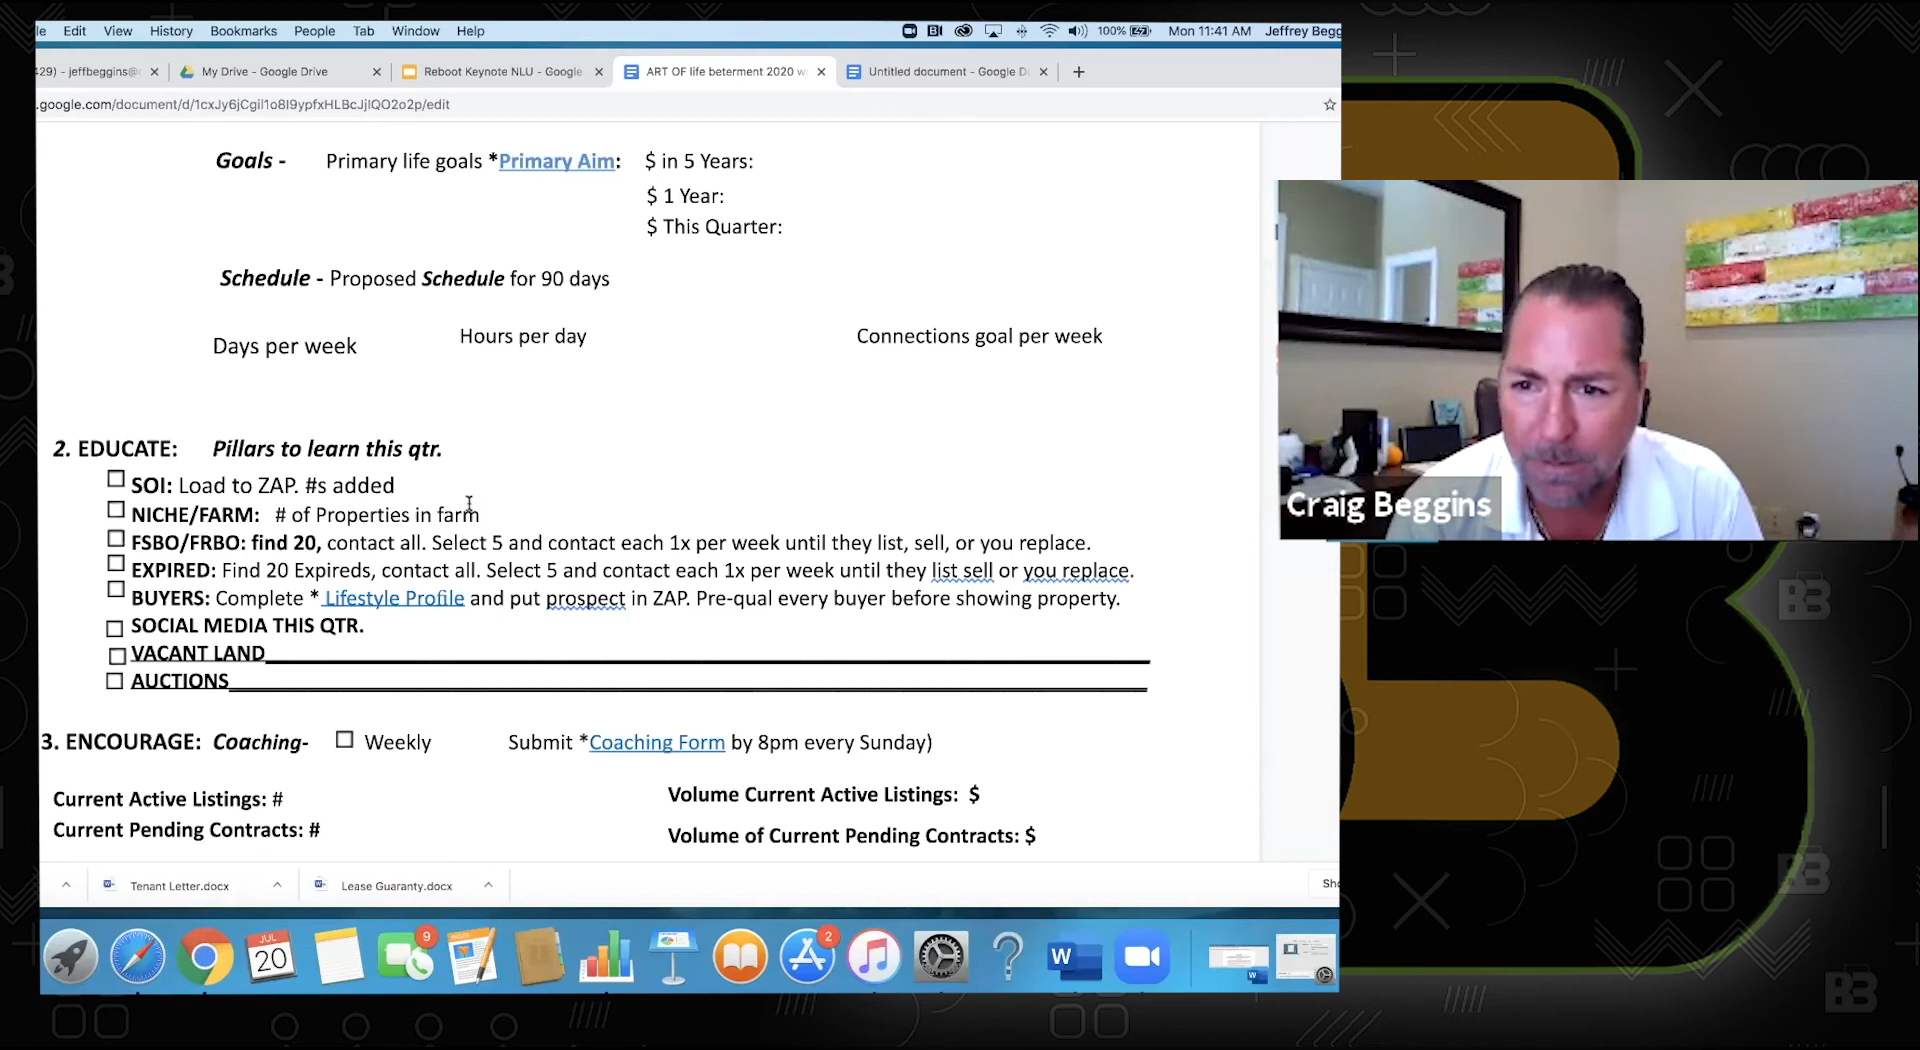 le Edit View History Bookmarks People Tab Window Help 100% Mon 11:41 AM Jeffrey Begg
429) - jeffbeggins@ My Drive - Google Drive Reboot Keynote NLU - Google ART OF life beterment 2020 w Untitled document - Google D
.google.com/document/d/1cxJy6jCgil1o8I9ypfxHLBcJjIQO2o2p/edit
Goals - Primary life goals *Primary Aim: $ in 5 Years:
$ 1 Year:
$ This Quarter:
Schedule - Proposed Schedule for 90 days
Days per week Hours per day Connections goal per week
2. EDUCATE: Pillars to learn this qtr.
SOI: Load to ZAP. #s added
NICHE/FARM: # of Properties in farm
FSBO/FRBO: find 20, contact all. Select 5 and contact each 1x per week until they list, sell, or you replace.
EXPIRED: Find 20 Expireds, contact all. Select 5 and contact each 1x per week until they list sell or you replace.
BUYERS: Complete * Lifestyle Profile and put prospect in ZAP. Pre-qual every buyer before showing property.
SOCIAL MEDIA THIS QTR.
VACANT LAND
AUCTIONS
3. ENCOURAGE: Coaching- Weekly Submit *Coaching Form by 8pm every Sunday)
Current Active Listings: # Volume Current Active Listings: $
Current Pending Contracts: # Volume of Current Pending Contracts: $
Tenant Letter.docx Lease Guaranty.docx Sho
JUL
20
9
2
W
Craig Beggins